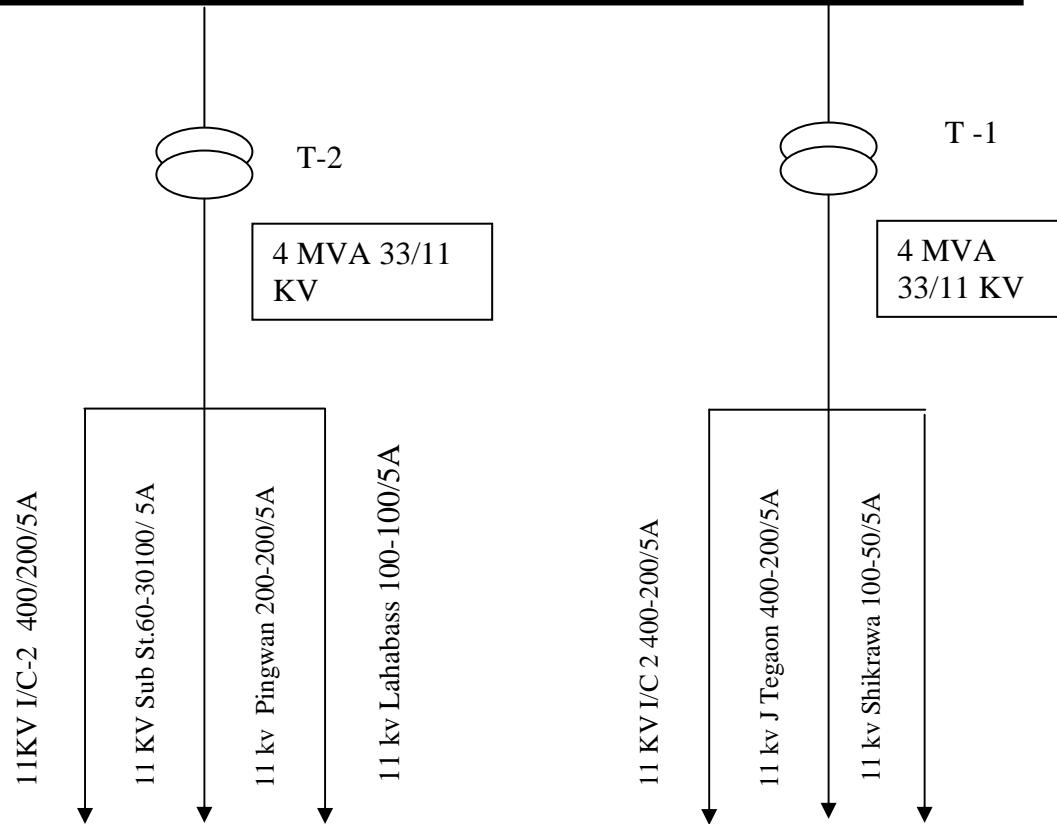 T-2
T -1
4 MVA 33/11
KV
4 MVA
33/11 KV
11KV I/C-2 400/200/5A
11 KV Sub St.60-30100/ 5A
11 kv Pingwan 200-200/5A
11 kv Lahabass 100-100/5A
11 KV I/C 2 400-200/5A
11 kv J Tegaon 400-200/5A
11 kv Shikrawa 100-50/5A